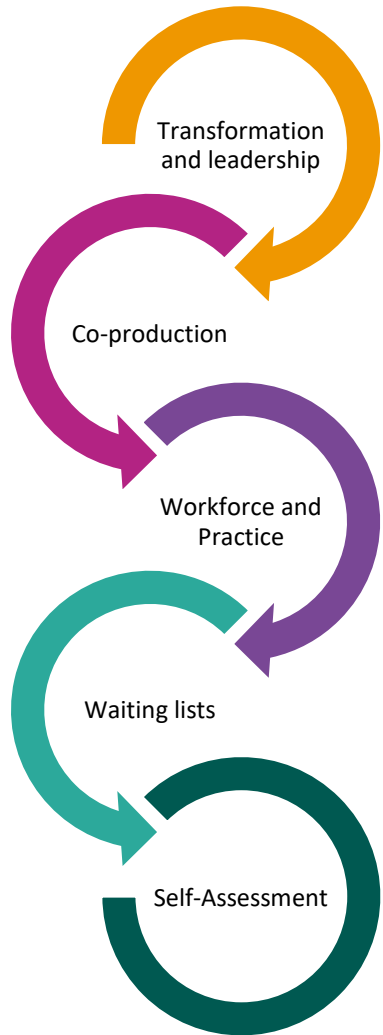 Transformation
and leadership
Co-production
Workforce and
Practice
Waiting lists
Self-Assessment